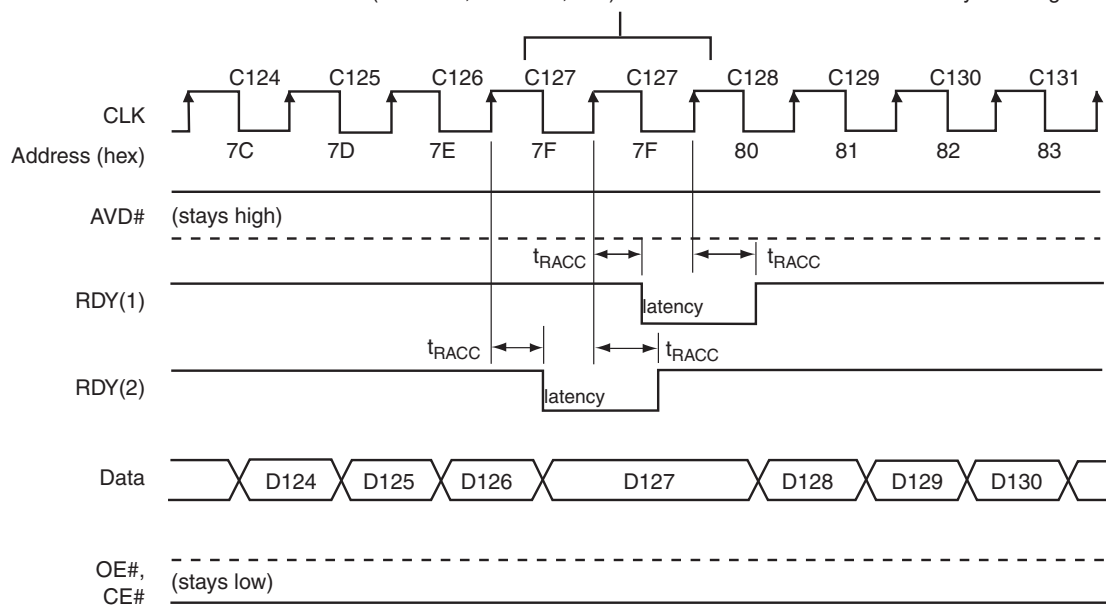 C124 C125 C126 C127 C127 C128 C129 C130 C131
CLK
Address (hex) 7C 7D 7E 7F 7F 80 81 82 83
AVD# (stays high)
tRACC tRACC
RDY(1) latency
tRACC tRACC
RDY(2) latency
Data D124 D125 D126 D127 D128 D129 D130
OE#,
CE# (stays low)